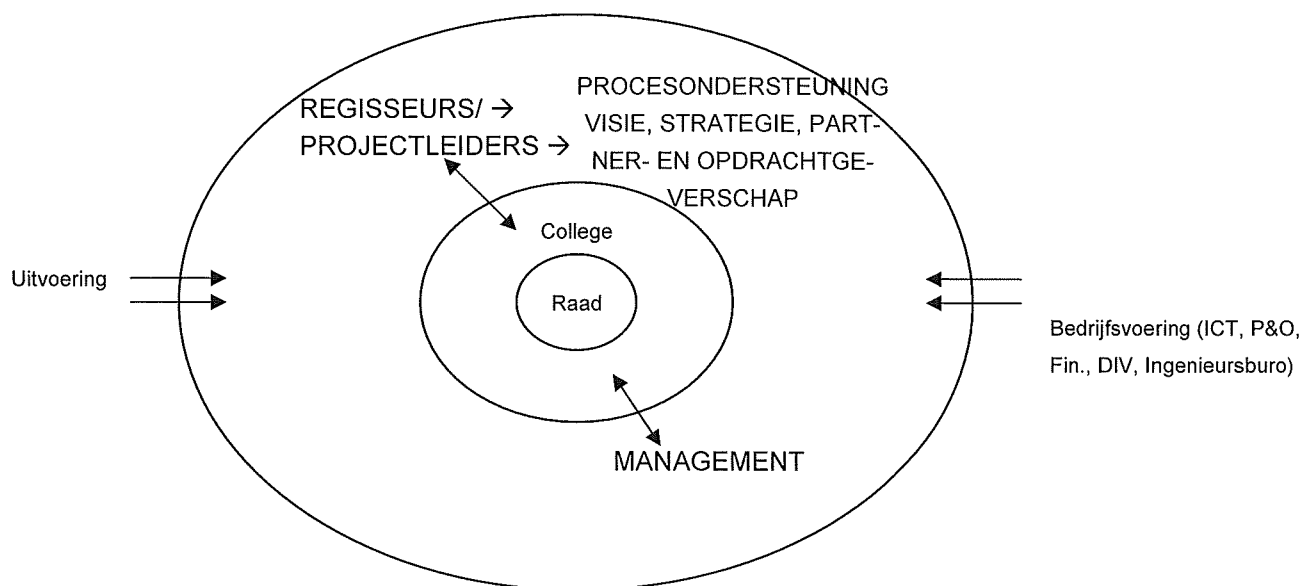 REGISSEURS/ →
PROJECTLEIDERS →
PROCESONDERSTEUNING
VISIE, STRATEGIE, PART-
NER- EN OPDRACHTGE-
VERSCHAP
College
Raad
Uitvoering
Bedrijfsvoering (ICT, P&O,
Fin., DIV, Ingenieursburo)
MANAGEMENT